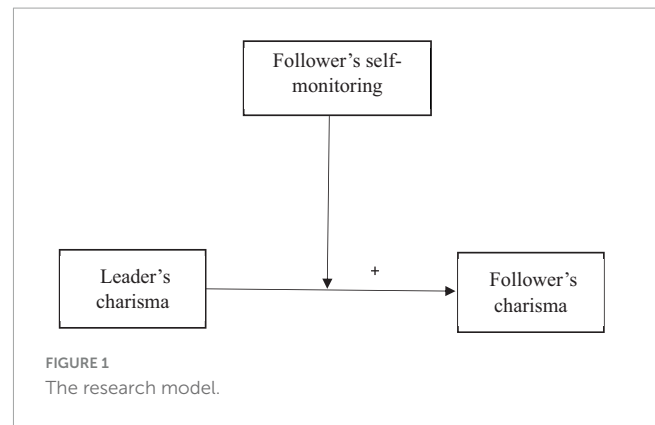 Follower's self-
monitoring
+
Leader's
charisma
Follower's
charisma
FIGURE 1
The research model.